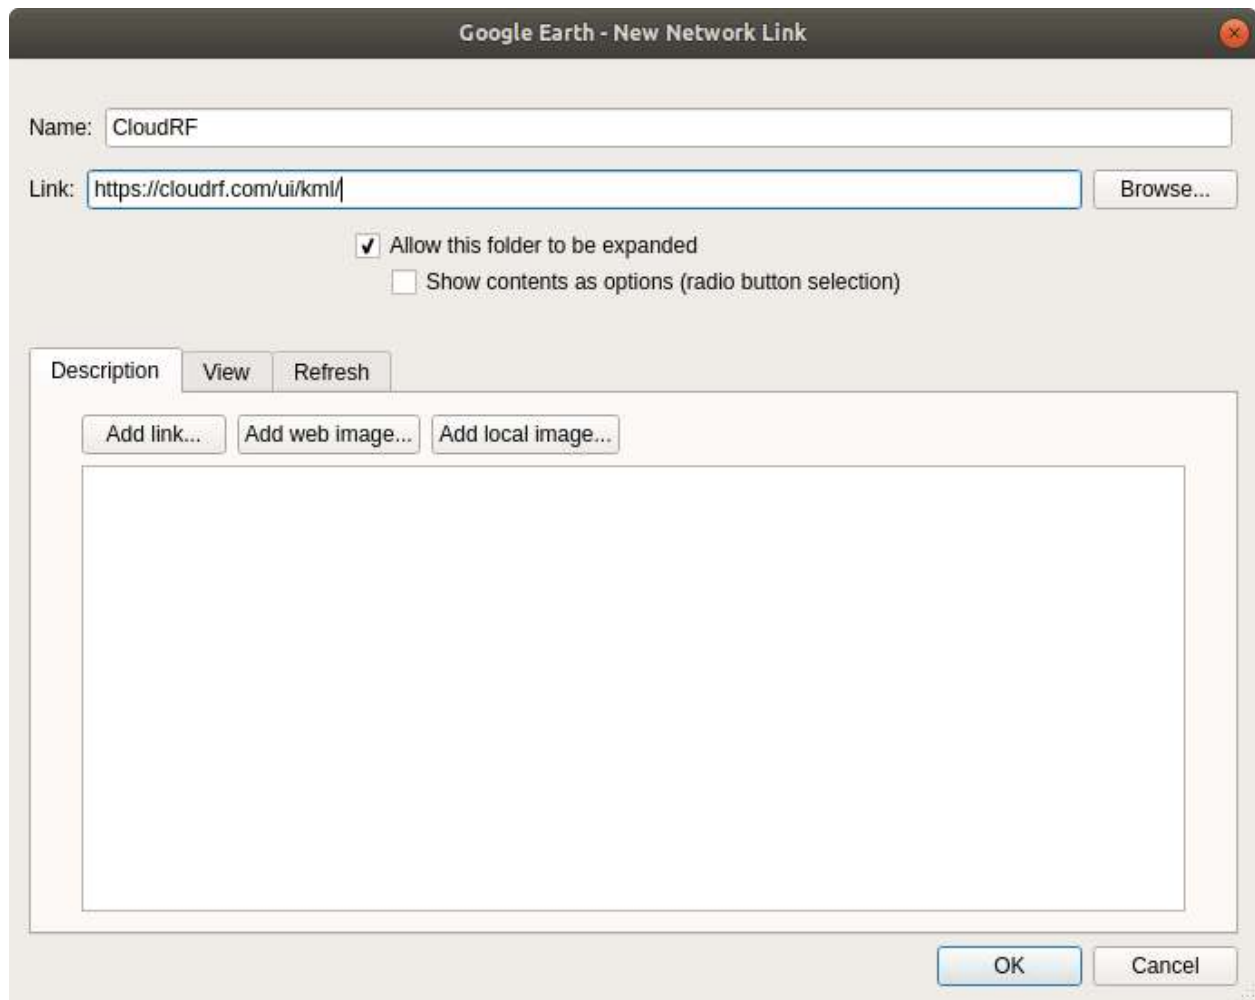 Google Earth - New Network Link
Name: CloudRF
Link: https://cloudrf.com/ui/kml/ Browse...
Allow this folder to be expanded
Show contents as options (radio button selection)
Description View Refresh
Add link... Add web image... Add local image...
OK Cancel